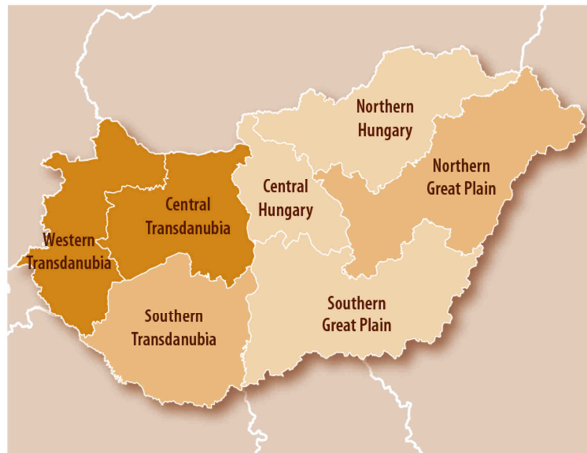 Northern
Hungary
Northern
Great Plain
Central
Hungary
Central
Transdanubia
Western
Transdanubia
Southern
Transdanubia
Southern
Great Plain